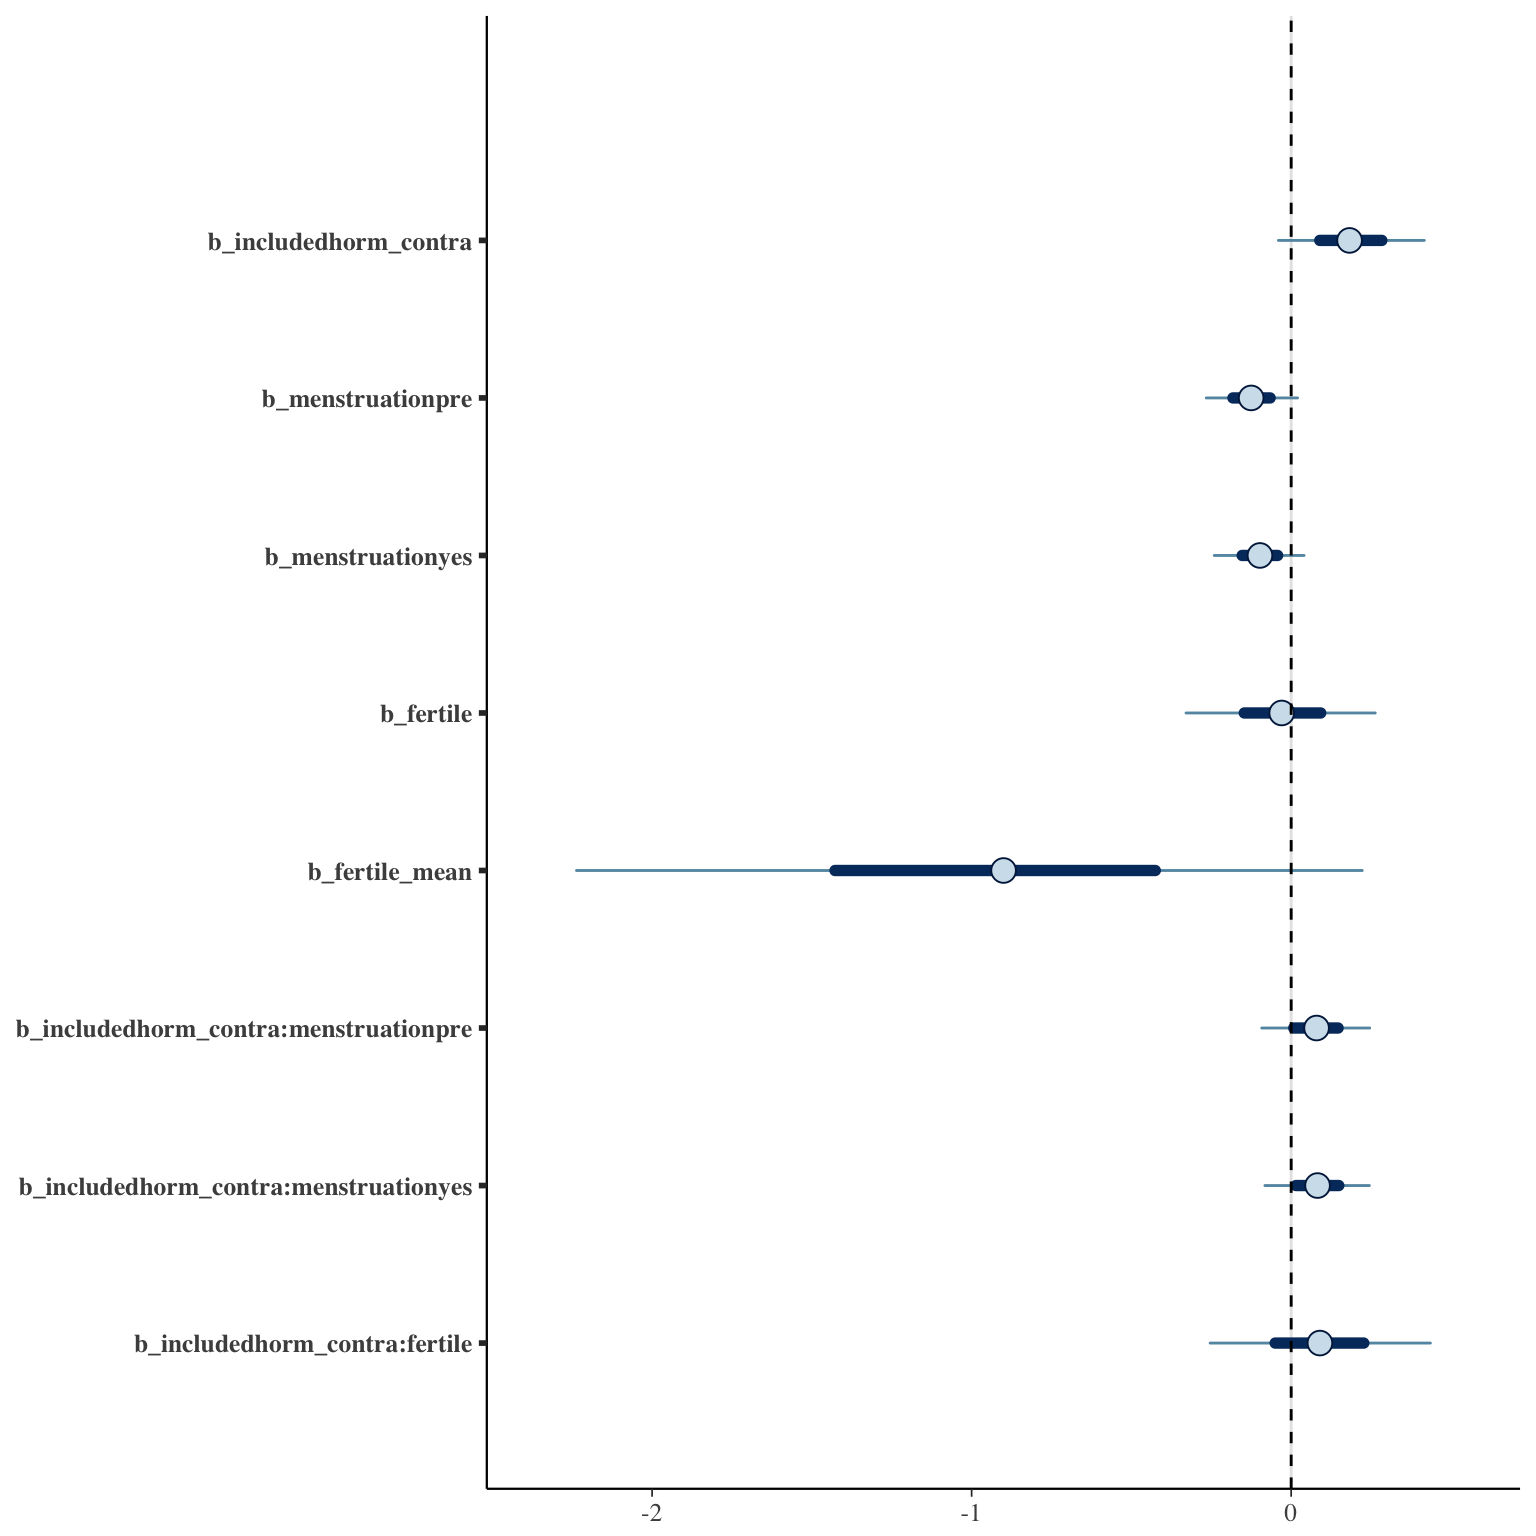 b_includedhorm_contra
b_menstruationpre
b_menstruationyes
b_fertile
b_fertile_mean
b_includedhorm_contra:menstruationpre
b_includedhorm_contra:menstruationyes
b_includedhorm_contra:fertile
-2 -1 0